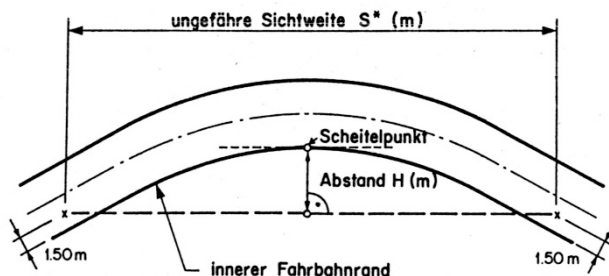 ungefähre Sichtweite S* (m)
Scheitelpunkt
Abstand H (m)
x
x
1.50 m
innerer Fahrbahnrand
1.50 m